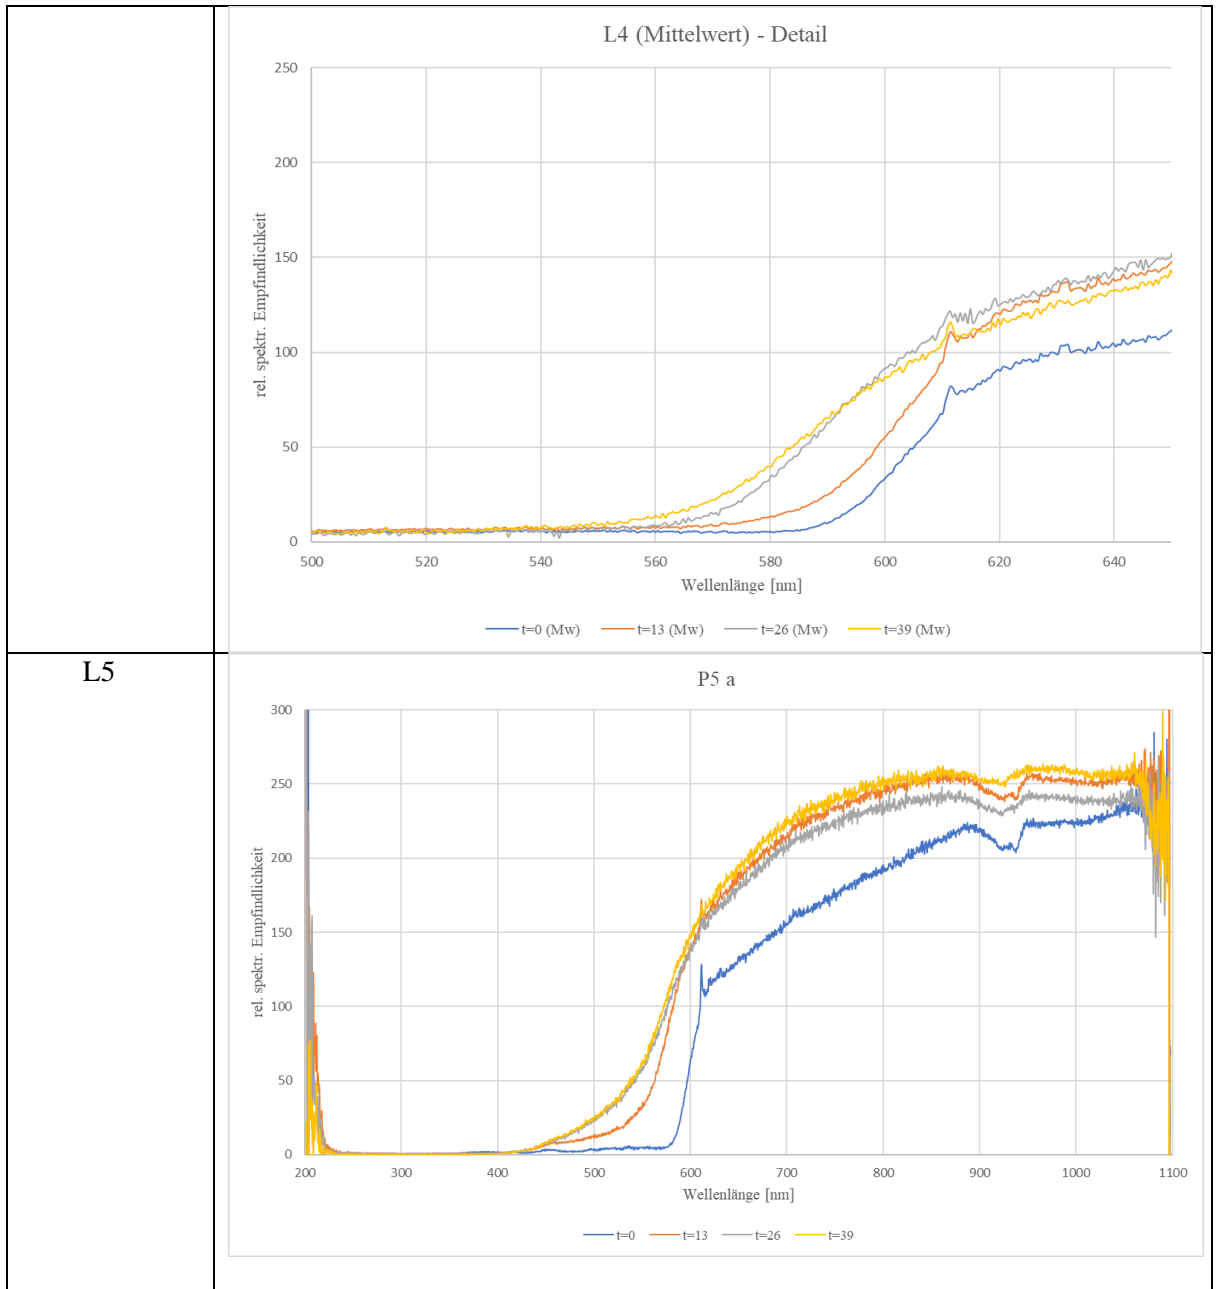 L4 (Mittelwert) - Detail
250
200
150
100
50
0
rel. spektr. Empfindlichkeit
500 520 540 560 580 600 620 640
Wellenlänge [nm]
t=0 (Mw) t=13 (Mw) t=26 (Mw) t=39 (Mw)
L5
P5 a
300
250
200
150
100
50
0
rel. spektr. Empfindlichkeit
200 300 400 500 600 700 800 900 1000 1100
Wellenlänge [nm]
t=0 t=13 t=26 t=39